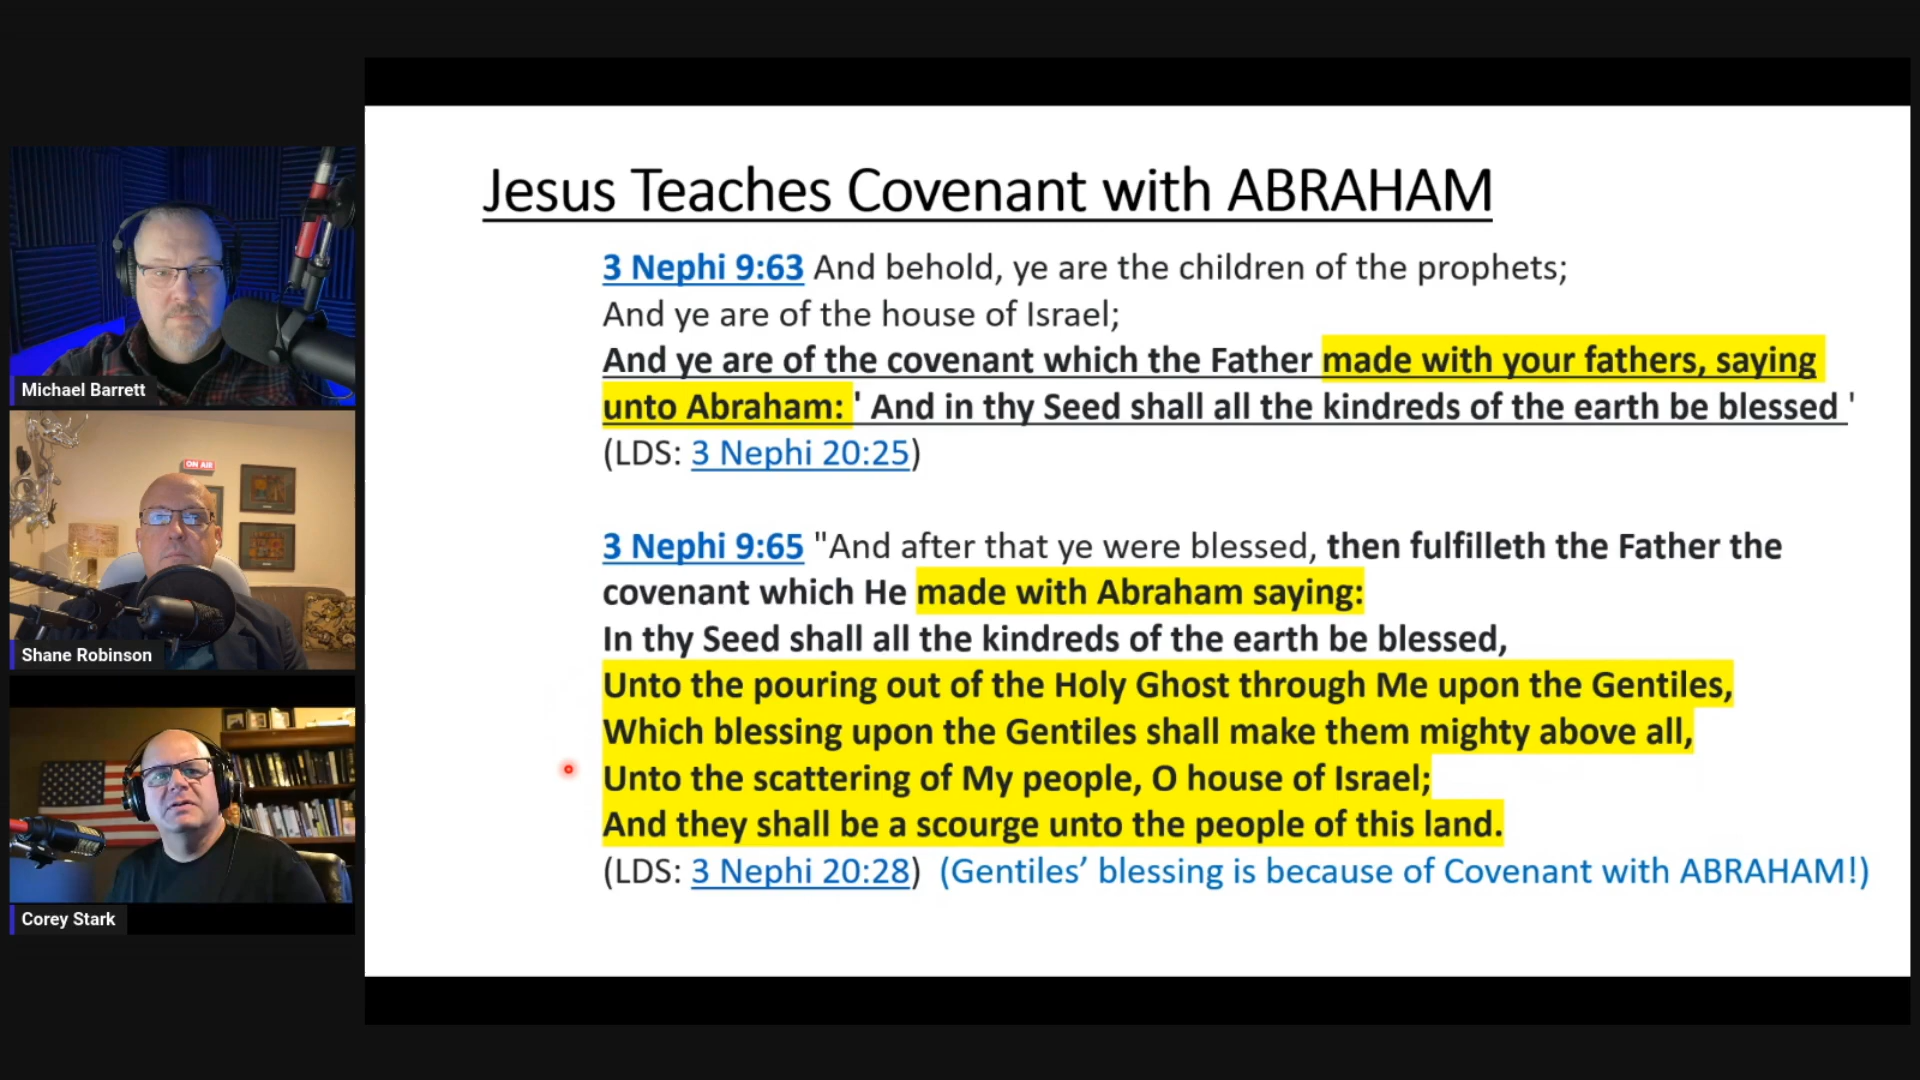 Jesus Teaches Covenant with ABRAHAM
3 Nephi 9:63 And behold, ye are the children of the prophets;
And ye are of the house of Israel;
And ye are of the covenant which the Father made with your fathers, saying
unto Abraham: ' And in thy Seed shall all the kindreds of the earth be blessed '
(LDS: 3 Nephi 20:25)
3 Nephi 9:65 "And after that ye were blessed, then fulfilleth the Father the
covenant which He made with Abraham saying:
In thy Seed shall all the kindreds of the earth be blessed,
Unto the pouring out of the Holy Ghost through Me upon the Gentiles,
Which blessing upon the Gentiles shall make them mighty above all,
Unto the scattering of My people, O house of Israel;
And they shall be a scourge unto the people of this land.
(LDS: 3 Nephi 20:28) (Gentiles’ blessing is because of Covenant with ABRAHAM!)
Michael Barrett
ON AIR
Shane Robinson
Corey Stark